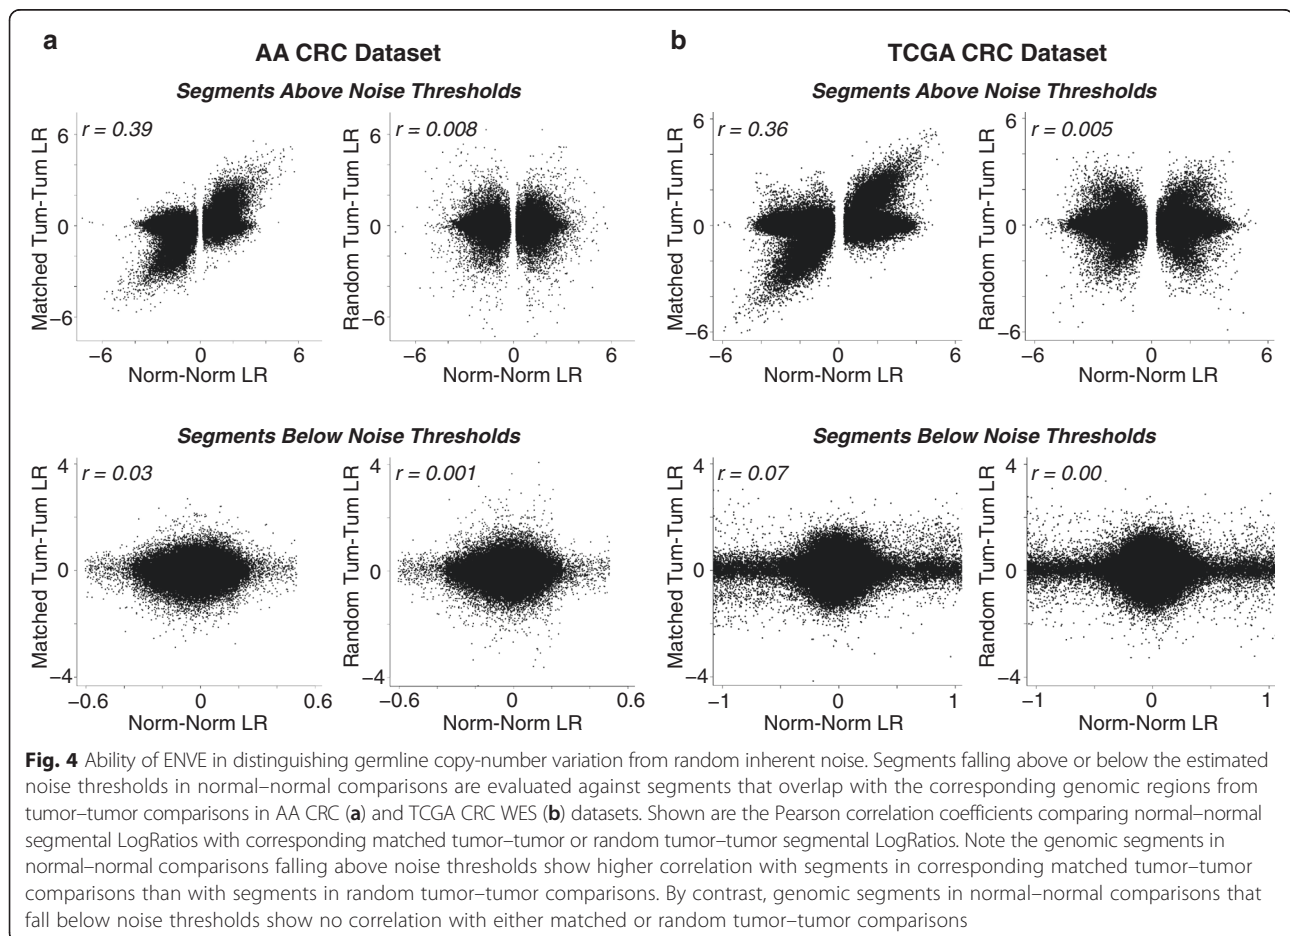 a
AA CRC Dataset
Segments Above Noise Thresholds
r = 0.39
6
0
−6
Matched Tum-Tum LR
−6 0 6
Norm-Norm LR
r = 0.008
6
0
−6
Random Tum-Tum LR
−6 0 6
Norm-Norm LR
Segments Below Noise Thresholds
r = 0.03
4
0
−4
Matched Tum-Tum LR
−0.6 0 0.6
Norm-Norm LR
r = 0.001
4
0
−4
Random Tum-Tum LR
−0.6 0 0.6
Norm-Norm LR
b
TCGA CRC Dataset
Segments Above Noise Thresholds
r = 0.36
6
0
−6
Matched Tum-Tum LR
−6 0 6
Norm-Norm LR
r = 0.005
6
0
−6
Random Tum-Tum LR
−6 0 6
Norm-Norm LR
Segments Below Noise Thresholds
r = 0.07
4
0
−4
Matched Tum-Tum LR
−1 0 1
Norm-Norm LR
r = 0.00
4
0
−4
Random Tum-Tum LR
−1 0 1
Norm-Norm LR
Fig. 4 Ability of ENVE in distinguishing germline copy-number variation from random inherent noise. Segments falling above or below the estimated
noise thresholds in normal–normal comparisons are evaluated against segments that overlap with the corresponding genomic regions from
tumor–tumor comparisons in AA CRC (a) and TCGA CRC WES (b) datasets. Shown are the Pearson correlation coefficients comparing normal–normal
segmental LogRatios with corresponding matched tumor–tumor or random tumor–tumor segmental LogRatios. Note the genomic segments in
normal–normal comparisons falling above noise thresholds show higher correlation with segments in corresponding matched tumor–tumor
comparisons than with segments in random tumor–tumor comparisons. By contrast, genomic segments in normal–normal comparisons that
fall below noise thresholds show no correlation with either matched or random tumor–tumor comparisons